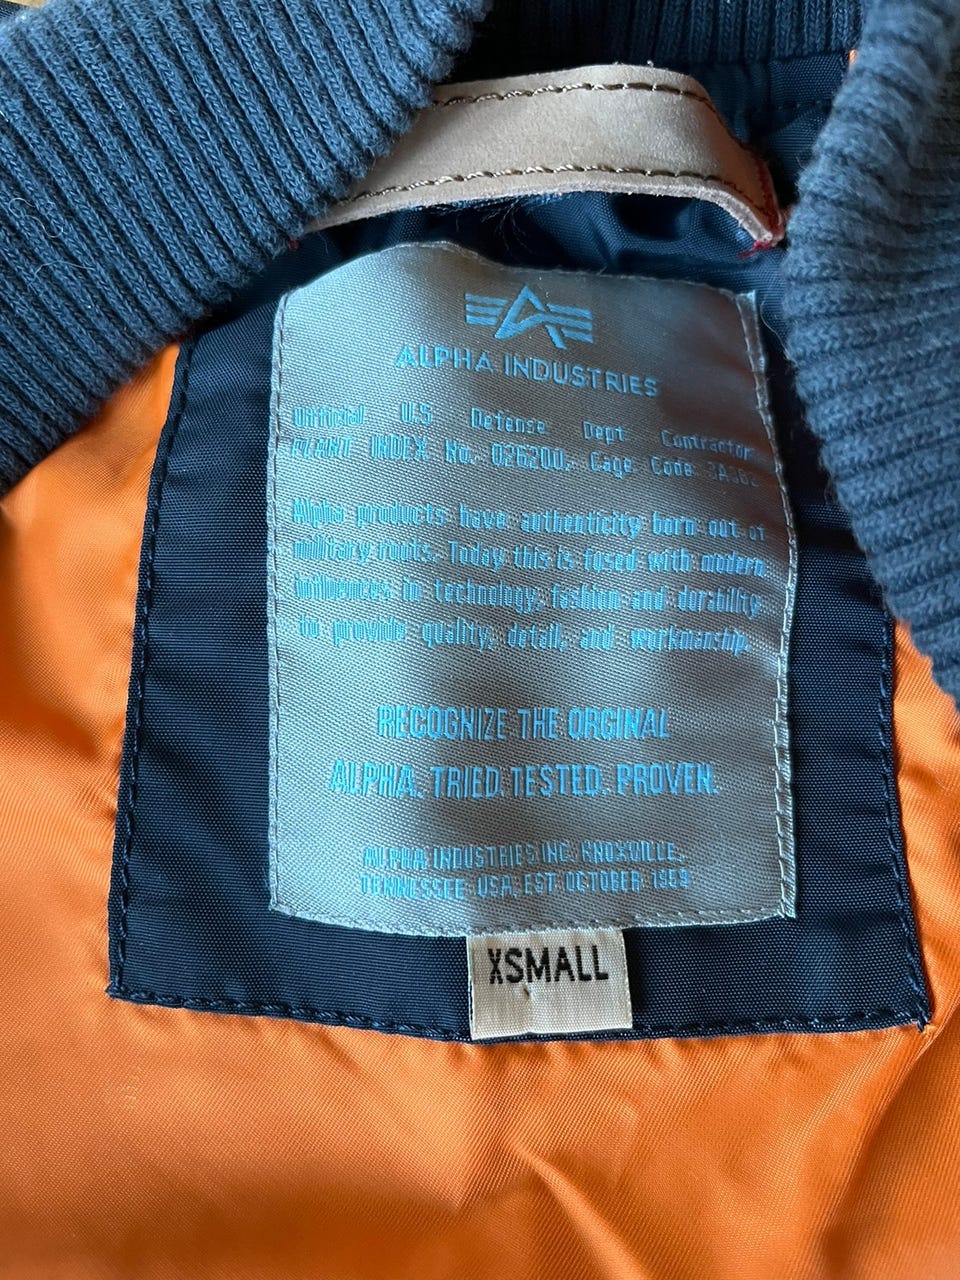 ALPHA INDUSTRIES
Official U.S. Defense Dept Contractor
PLANT INDEX No. 026200, Cage Code
Alpha products have authenticity born out of
military roots. Today this is fused with modern
influences in technology, fashion and durability
to provide quality, detail, and workmanship.
RECOGNIZE THE ORGINAL
ALPHA. TRIED. TESTED. PROVEN.
ALPHA INDUSTRIES INC. KNOXVILLE,
TENNESSEE USA, EST OCTOBER 1959
XSMALL